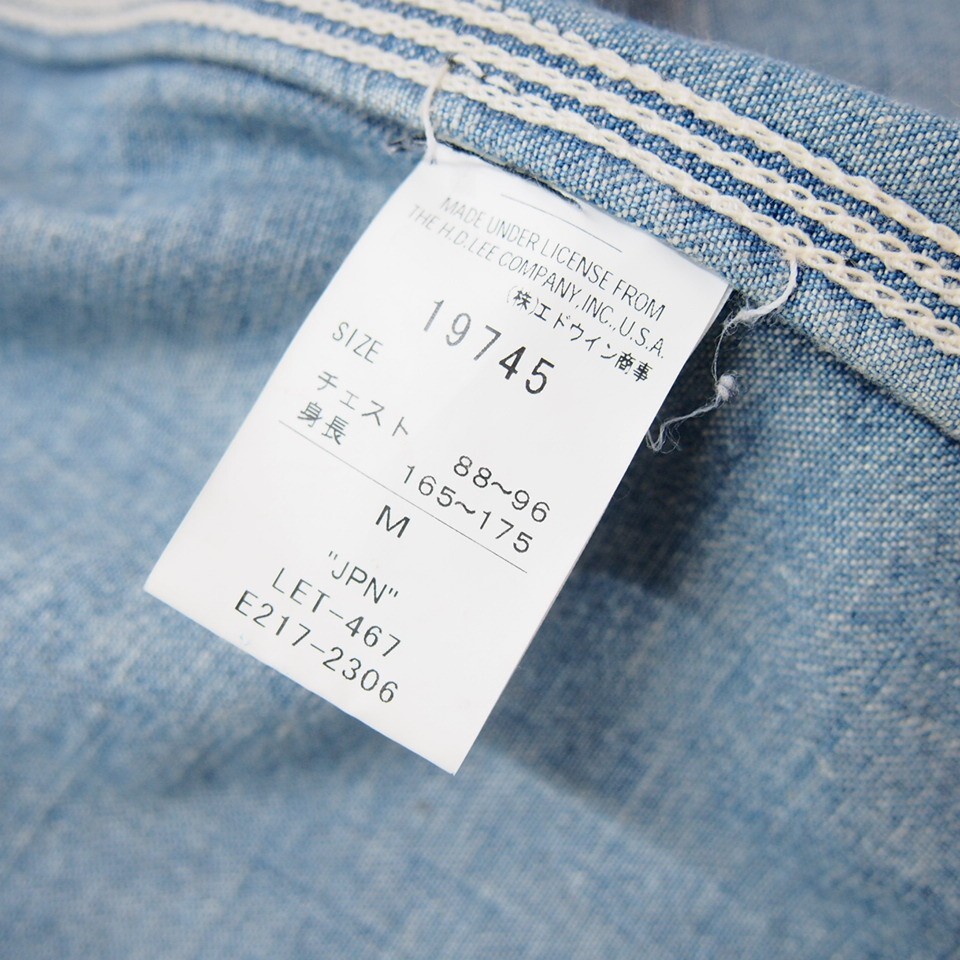 MADE UNDER LICENSE FROM
THE H.D.LEE COMPANY,INC.,U.S.A.
(株)エドウイン商事
19745
SIZE
チェスト 88~96
身長 165~175
M
"JPN"
LET-467
E217-2306